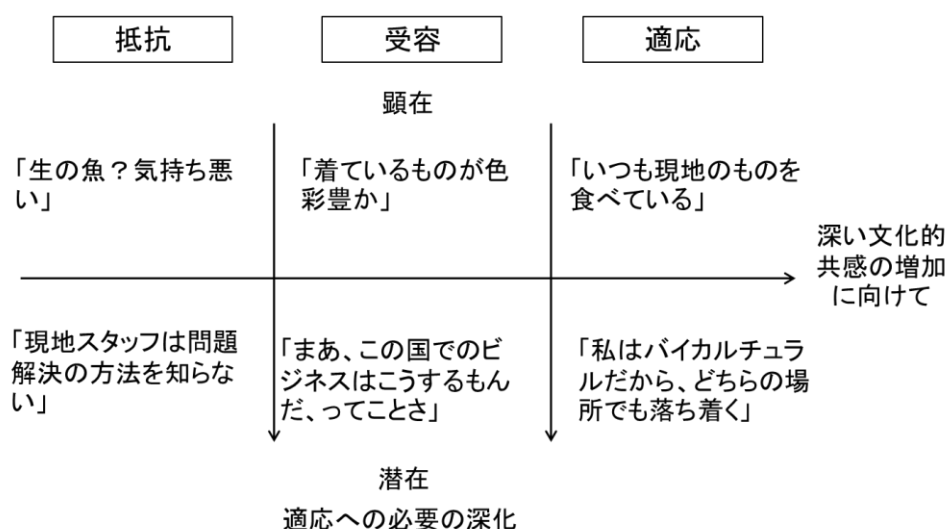 抵抗
受容
適応
顕在
「生の魚？気持ち悪
い」
「着ているものが色
彩豊か」
「いつも現地のものを
食べている」
深い文化的
共感の増加
に向けて
「現地スタッフは問題
解決の方法を知らな
い」
「まあ、この国でのビ
ジネスはこうするもん
だ、ってことさ」
「私はバイカルチュラ
ルだから、どちらの場
所でも落ち着く」
潜在
適応への必要の深化